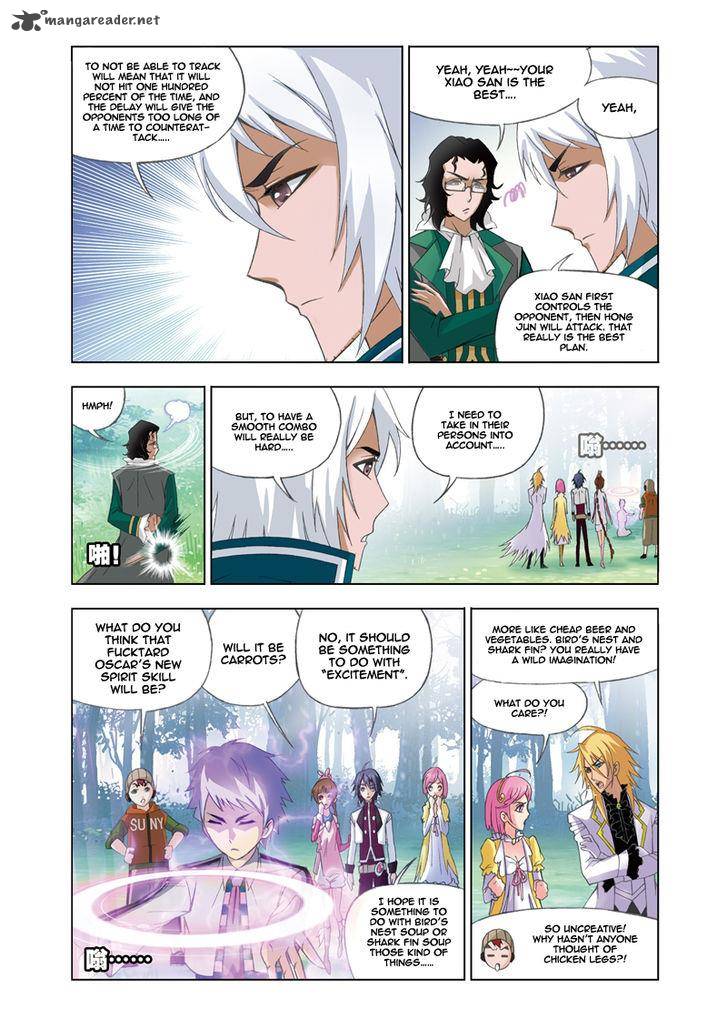 mangareader.net
TO NOT BE ABLE TO TRACK
WILL MEAN THAT IT WILL
NOT HIT ONE HUNDRED
PERCENT OF THE TIME, AND
THE DELAY WILL GIVE THE
OPPONENTS TOO LONG OF
A TIME TO COUNTERAT-
TACK.....
YEAH, YEAH~~YOUR
XIAO SAN IS THE
BEST....
YEAH,
XIAO SAN FIRST
CONTROLS THE
OPPONENT, THEN HONG
JUN WILL ATTACK. THAT
REALLY IS THE BEST
PLAN.
HMPH!
啪!
BUT, TO HAVE A
SMOOTH COMBO
WILL REALLY BE
HARD.....
I NEED TO
TAKE IN THEIR
PERSONS INTO
ACCOUNT.....
嗡……
WHAT DO YOU
THINK THAT
FUCKTARD
OSCAR'S NEW
SPIRIT SKILL
WILL BE?
WILL IT BE
CARROTS?
NO, IT SHOULD
BE SOMETHING
TO DO WITH
"EXCITEMENT".
SUNY
I HOPE IT IS
SOMETHING TO
DO WITH BIRD'S
NEST SOUP OR
SHARK FIN SOUP
THOSE KIND OF
THINGS......
嗡……
MORE LIKE CHEAP BEER AND
VEGETABLES. BIRD'S NEST AND
SHARK FIN? YOU REALLY HAVE
A WILD IMAGINATION!
WHAT DO YOU
CARE?!
SO UNCREATIVE!
WHY HASN'T ANYONE
THOUGHT OF
CHICKEN LEGS?!